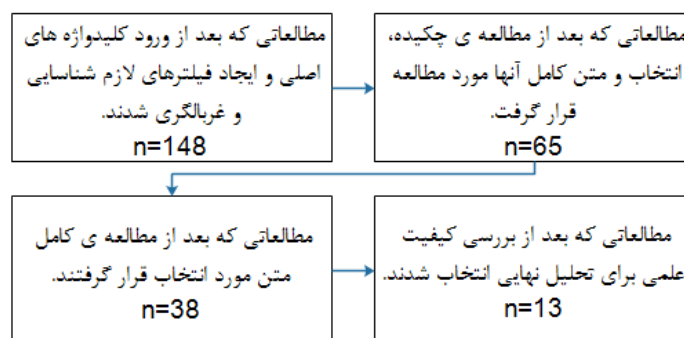 مطالعاتی که بعد از ورود کلیدواژه های
اصلی و ایجاد فیلترهای لازم شناسایی
و غربالگری شدند.
n=148
مطالعاتی که بعد از مطالعه ی چکیده،
انتخاب و متن کامل آنها مورد مطالعه
قرار گرفت.
n=65
مطالعاتی که بعد از مطالعه ی کامل
متن مورد انتخاب قرار گرفتند.
n=38
مطالعاتی که بعد از بررسی کیفیت
علمی برای تحلیل نهایی انتخاب شدند.
n=13